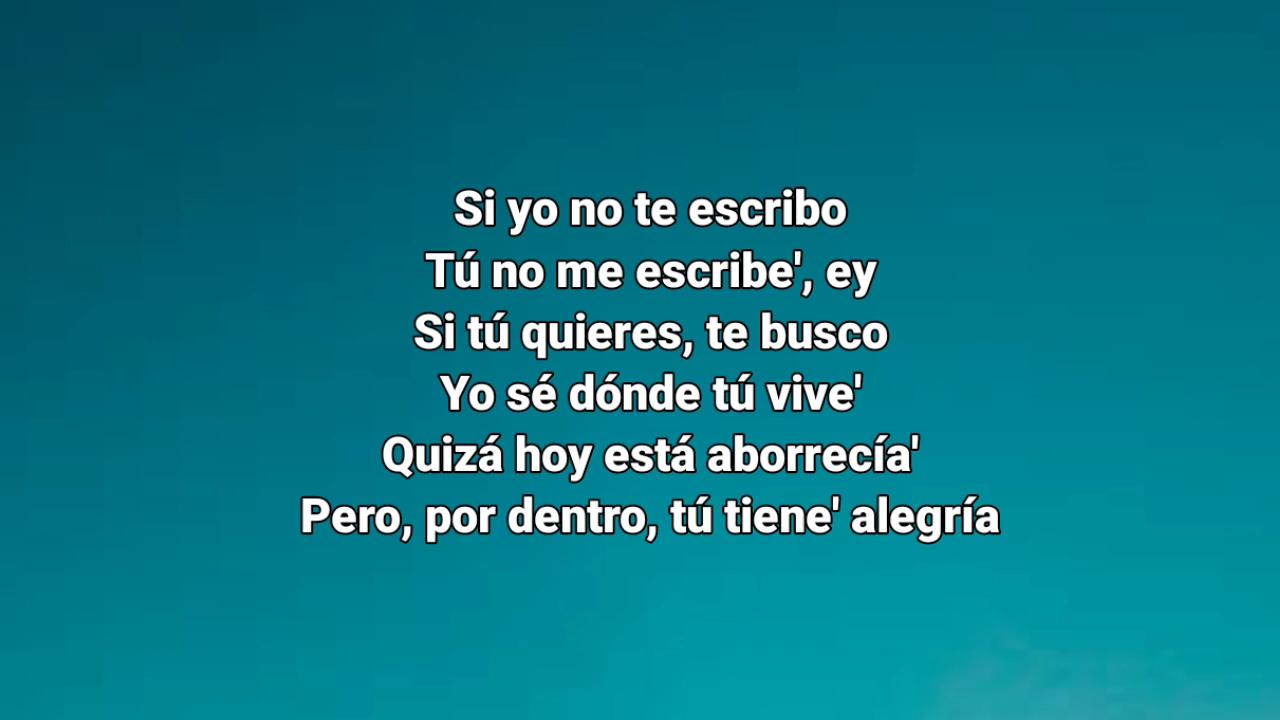 Si yo no te escribo
Tú no me escribe', ey
Si tú quieres, te busco
Yo sé dónde tú vive'
Quizá hoy está aborrecía'
Pero, por dentro, tú tiene' alegría